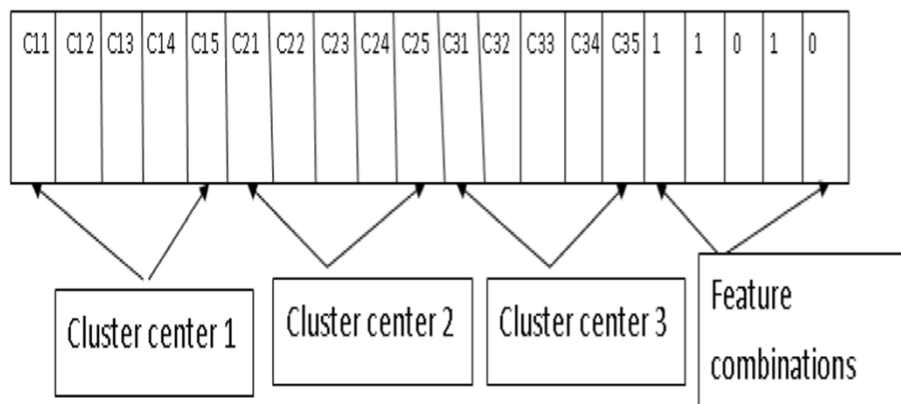 C11 C12 C13 C14 C15 C21 C22 C23 C24 C25 C31 C32 C33 C34 C35 1 1 0 1 0
Cluster center 1
Cluster center 2
Cluster center 3
Feature
combinations